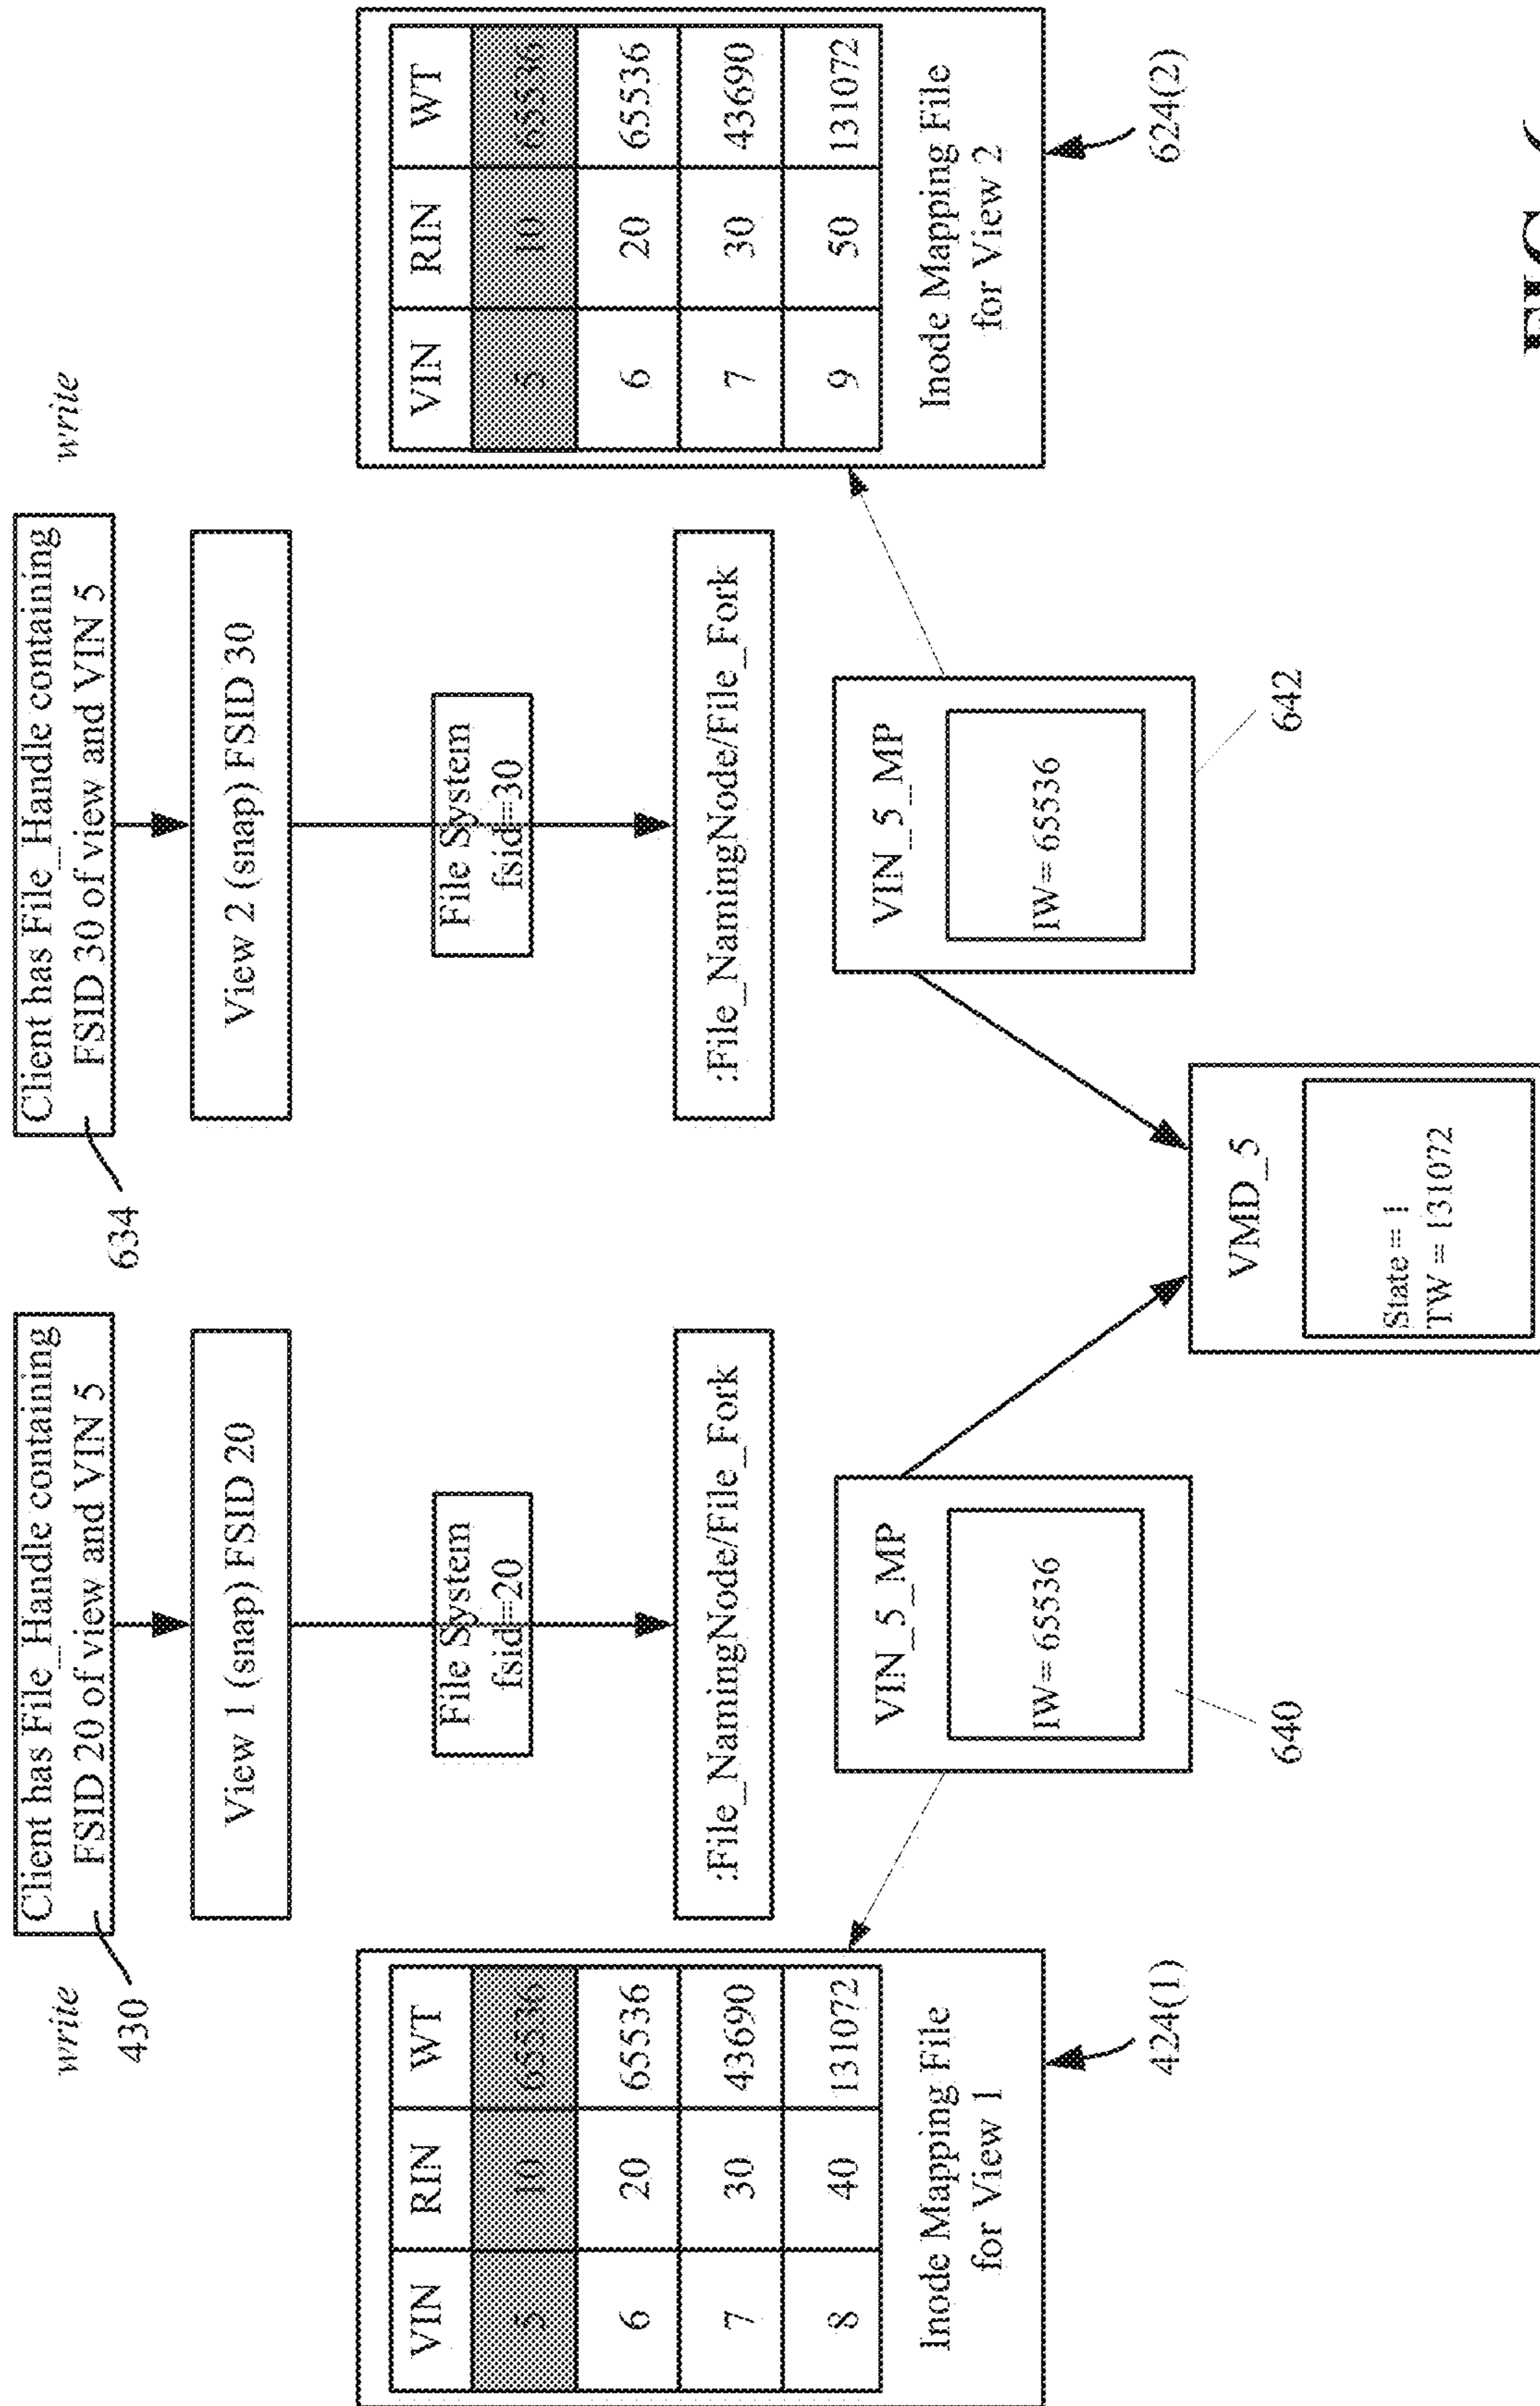 write
430
Client has File_Handle containing
FSID 20 of view and VIN 5
View 1 (snap) FSID 20
File System
fsid=20
:File_NamingNode/File_Fork
VIN RIN WT
5 10 65536
6 20 65536
7 30 43690
8 40 131072
Inode Mapping File
for View 1
424(1)
VIN_5_MP
IW=65536
640
634
Client has File_Handle containing
FSID 30 of view and VIN 5
write
View 2 (snap) FSID 30
File System
fsid=30
:File_NamingNode/File_Fork
VIN RIN WT
5 10 65536
6 20 65536
7 30 43690
9 50 131072
Inode Mapping File
for View 2
624(2)
VIN_5_MP
IW=65536
642
VMD_5
State = 1
TW = 131072